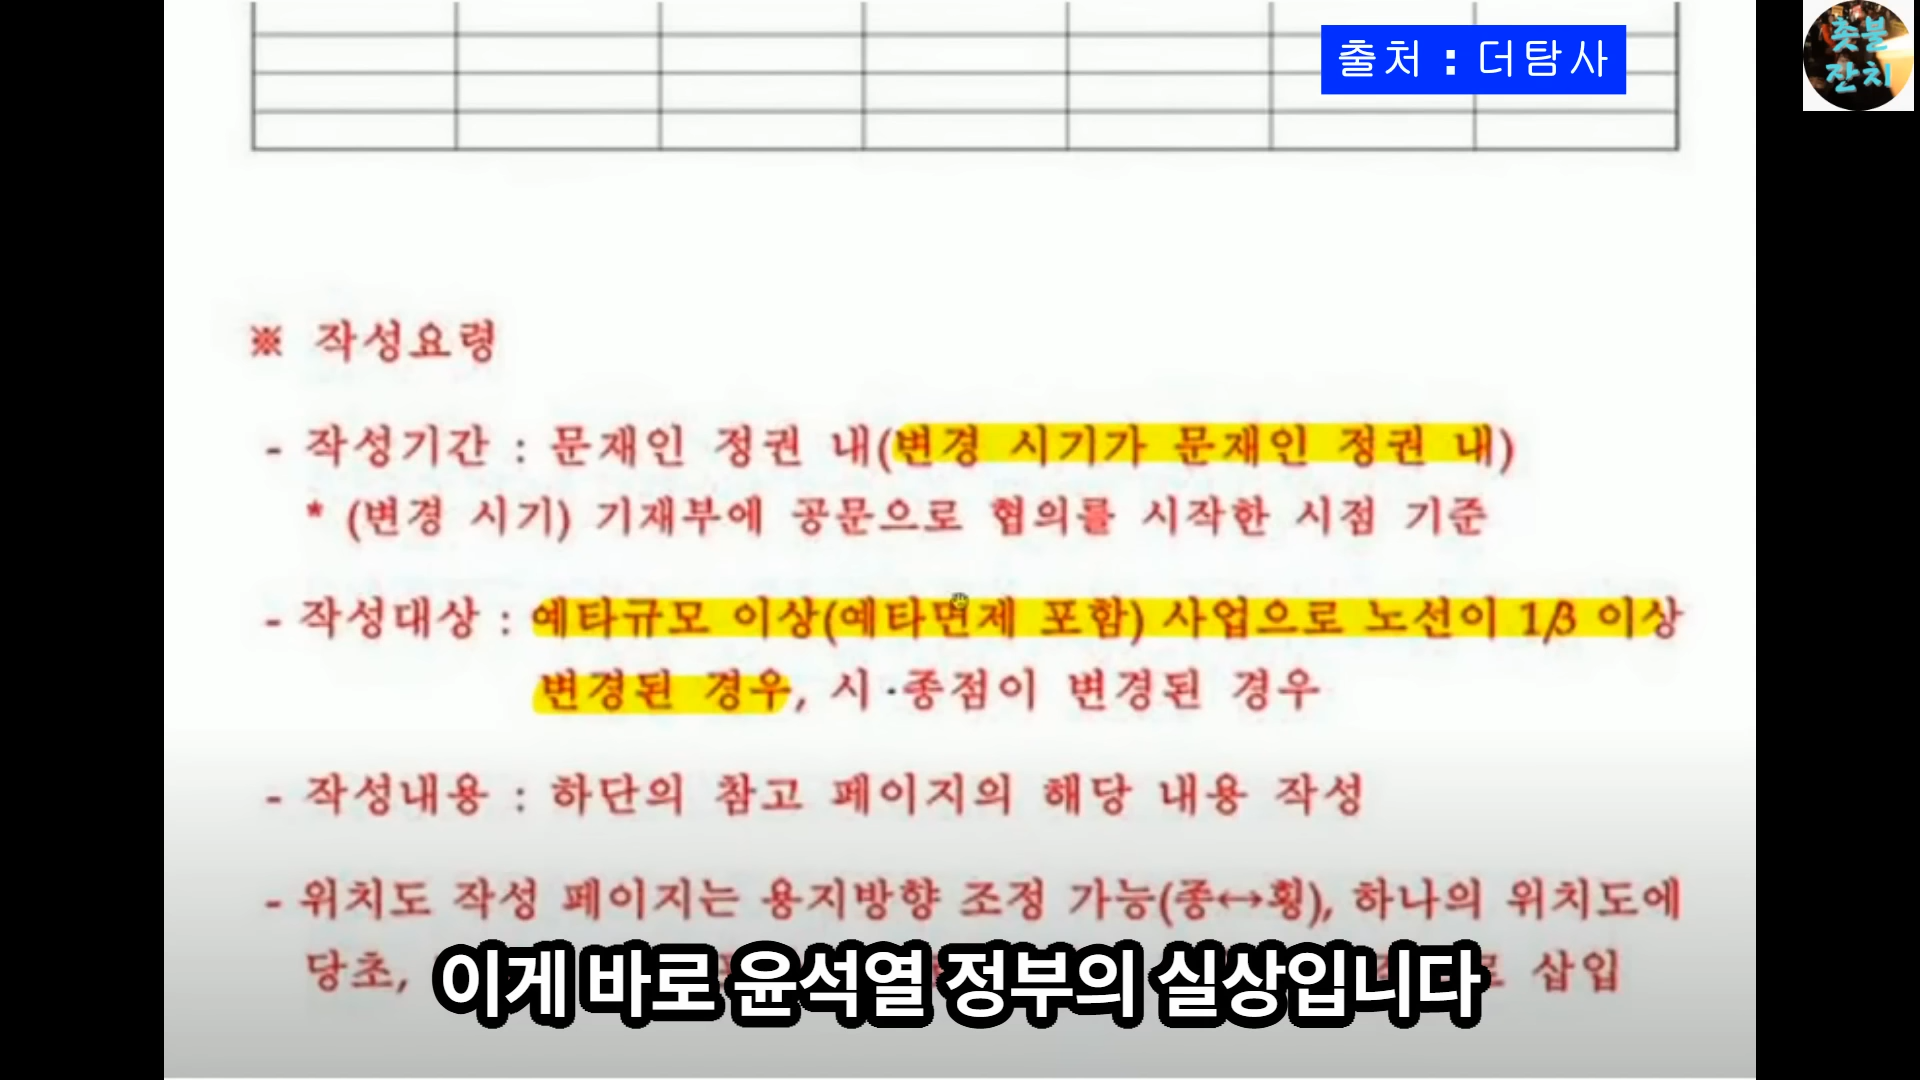 출처 : 더탐사
촛불
잔치
※ 작성요령
- 작성기간 : 문재인 정권 내(변경 시기가 문재인 정권 내)
* (변경 시기) 기재부에 공문으로 협의를 시작한 시점 기준
- 작성대상 : 예타규모 이상(예타면제 포함) 사업으로 노선이 1/3 이상
변경된 경우, 시·종점이 변경된 경우
- 작성내용 : 하단의 참고 페이지의 해당 내용 작성
- 위치도 작성 페이지는 용지방향 조정 가능(종↔횡), 하나의 위치도에
당초, 삽입
이게 바로 윤석열 정부의 실상입니다